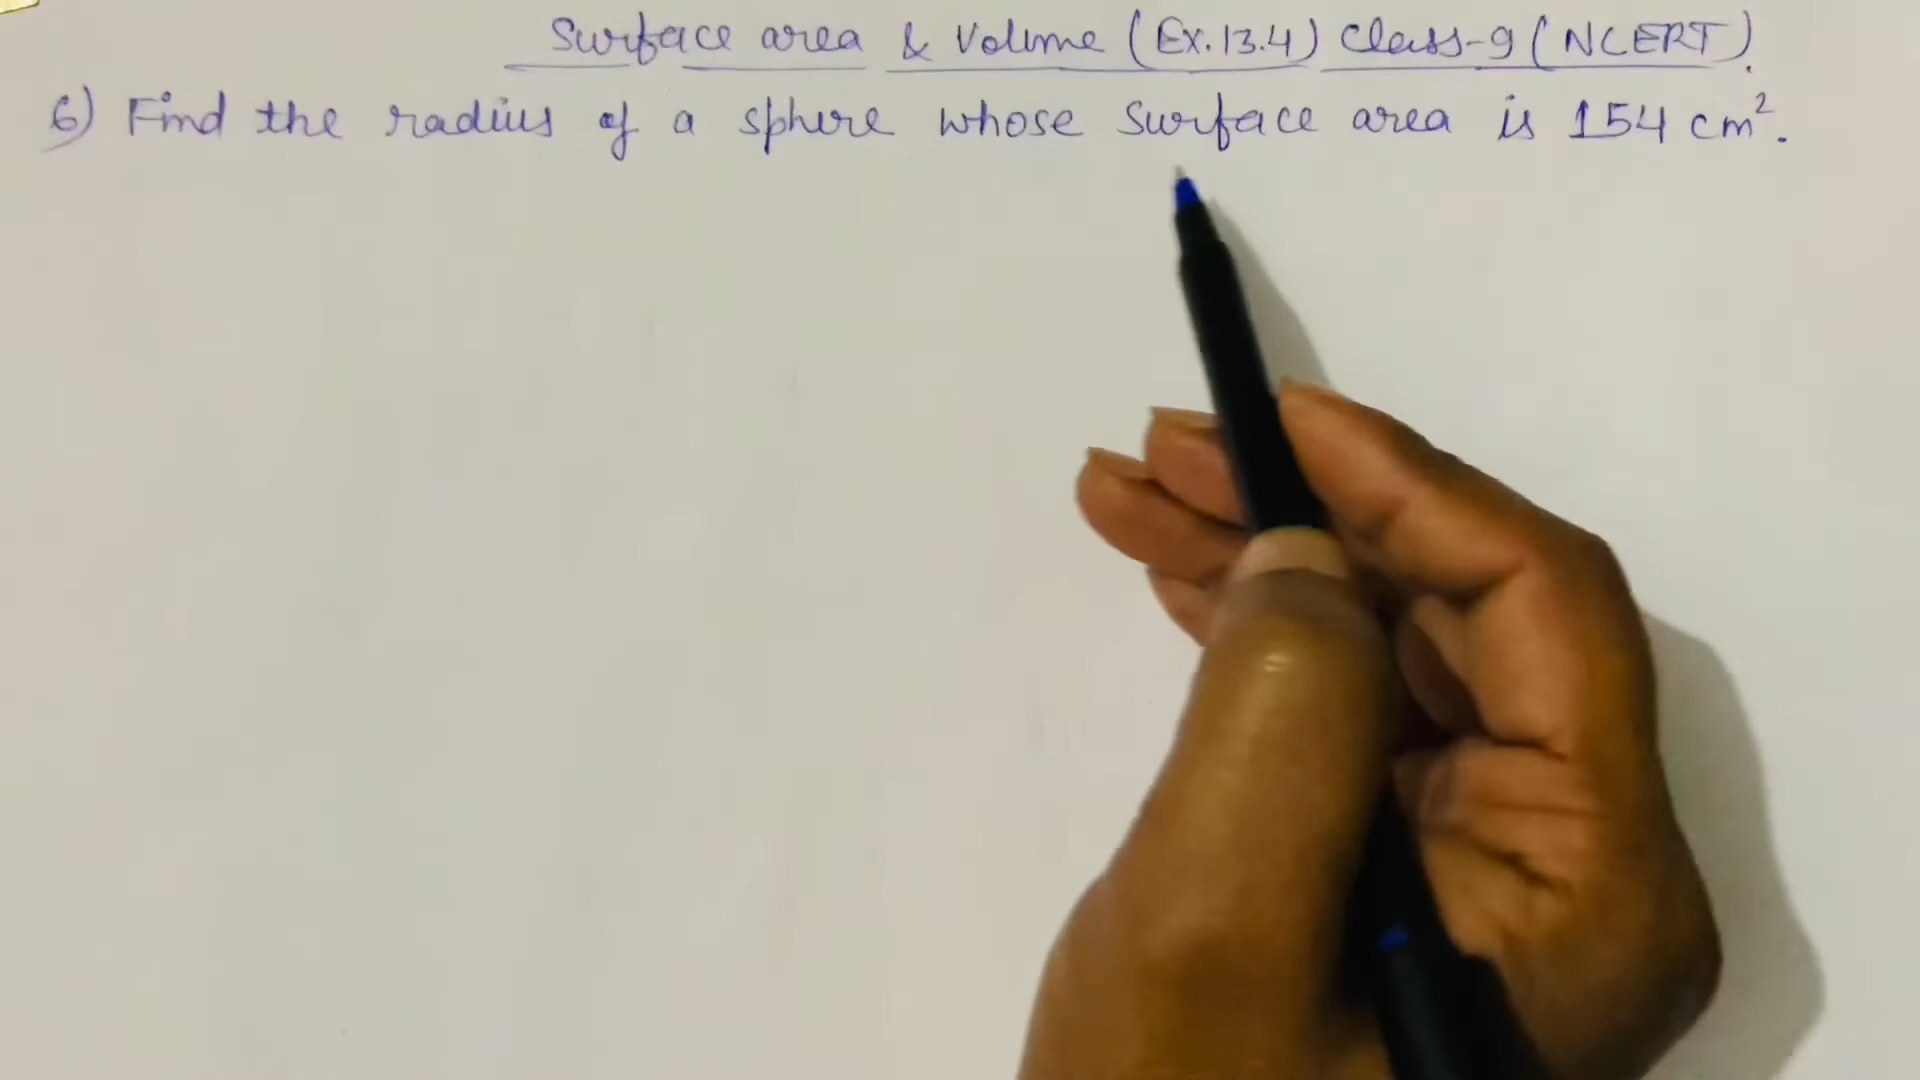 Surface area & Volume (Ex.13.4) Class-9 (NCERT).
6) Find the radius of a sphere whose surface area is 154 cm².